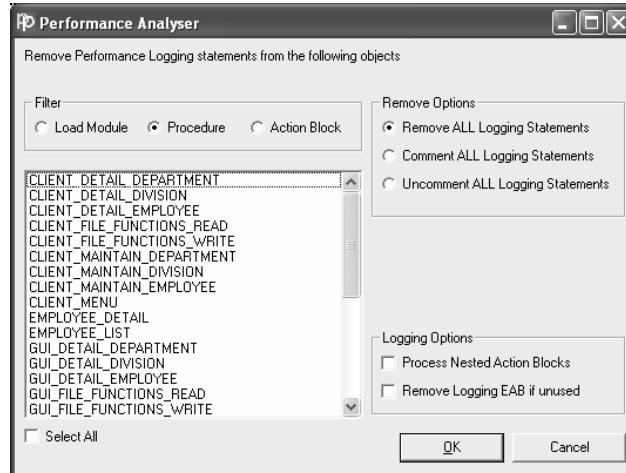 Performance Analyser
Remove Performance Logging statements from the following objects
Filter
Load Module Procedure Action Block
CLIENT_DETAIL_DEPARTMENT
CLIENT_DETAIL_DIVISION
CLIENT_DETAIL_EMPLOYEE
CLIENT_FILE_FUNCTIONS_READ
CLIENT_FILE_FUNCTIONS_WRITE
CLIENT_MAINTAIN_DEPARTMENT
CLIENT_MAINTAIN_DIVISION
CLIENT_MAINTAIN_EMPLOYEE
CLIENT_MENU
EMPLOYEE_DETAIL
EMPLOYEE_LIST
GUI_DETAIL_DEPARTMENT
GUI_DETAIL_DIVISION
GUI_DETAIL_EMPLOYEE
GUI_FILE_FUNCTIONS_READ
GUI_FILE_FUNCTIONS_WRITE
Select All
Remove Options
Remove ALL Logging Statements
Comment ALL Logging Statements
Uncomment ALL Logging Statements
Logging Options
Process Nested Action Blocks
Remove Logging EAB if unused
OK Cancel